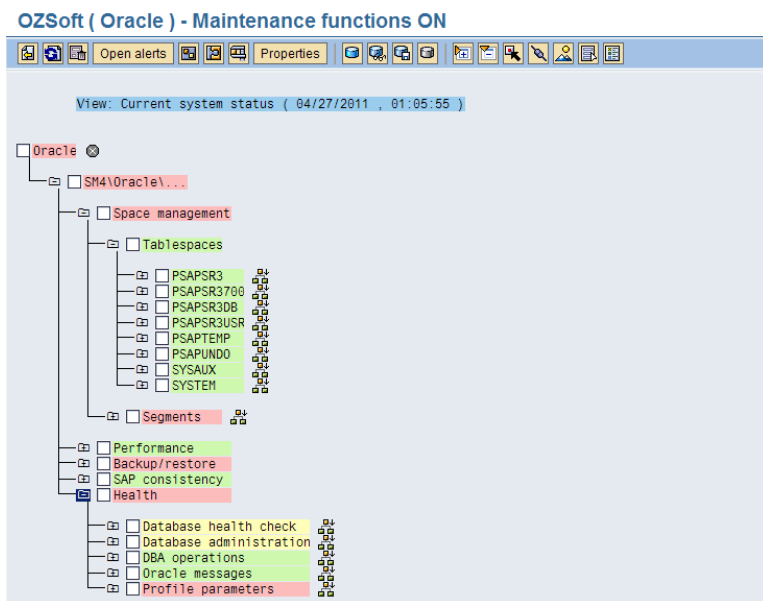 OZSoft ( Oracle ) - Maintenance functions ON
Open alerts Properties
View: Current system status ( 04/27/2011 , 01:05:55 )
Oracle
SM4\Oracle\...
Space management
Tablespaces
PSAPSR3
PSAPSR3700
PSAPSR3DB
PSAPSR3USR
PSAPTEMP
PSAPUNDO
SYSAUX
SYSTEM
Segments
Performance
Backup/restore
SAP consistency
Health
Database health check
Database administration
DBA operations
Oracle messages
Profile parameters